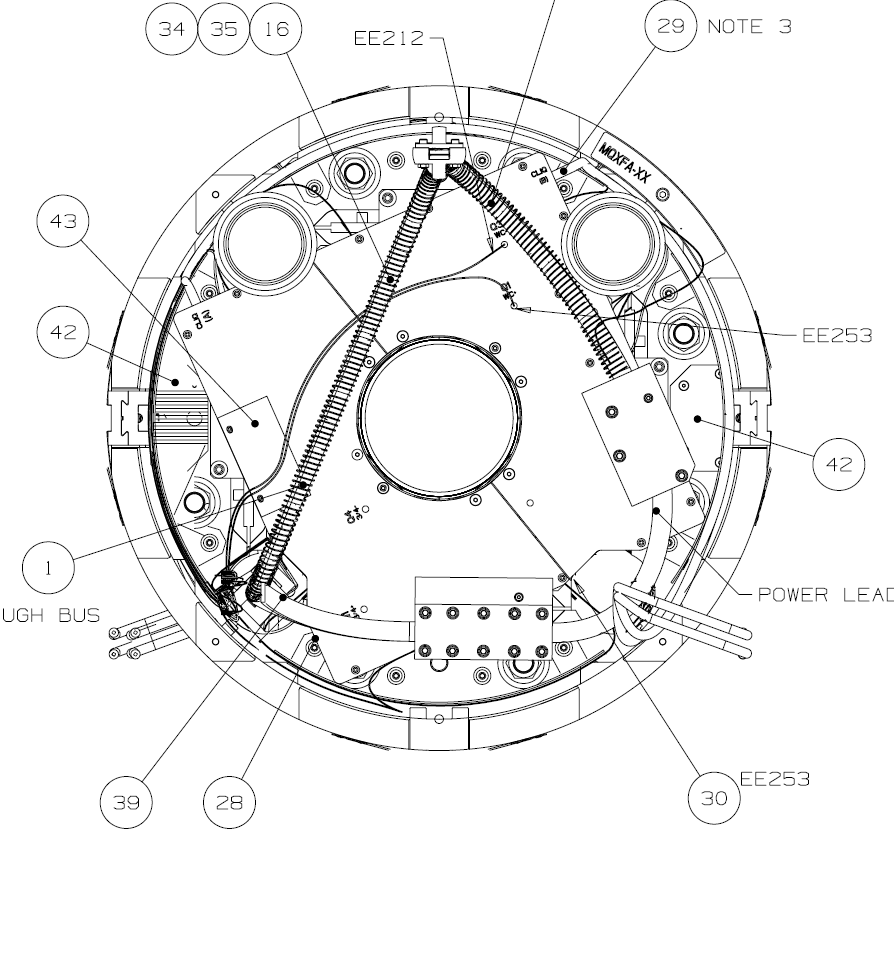 34 35 16
EE212
29 NOTE 3
MQXFA-XX
CLIQ
(B)
43
42
(A)
EE253
42
1
UGH BUS
POWER LEAD
39
28
30
EE253